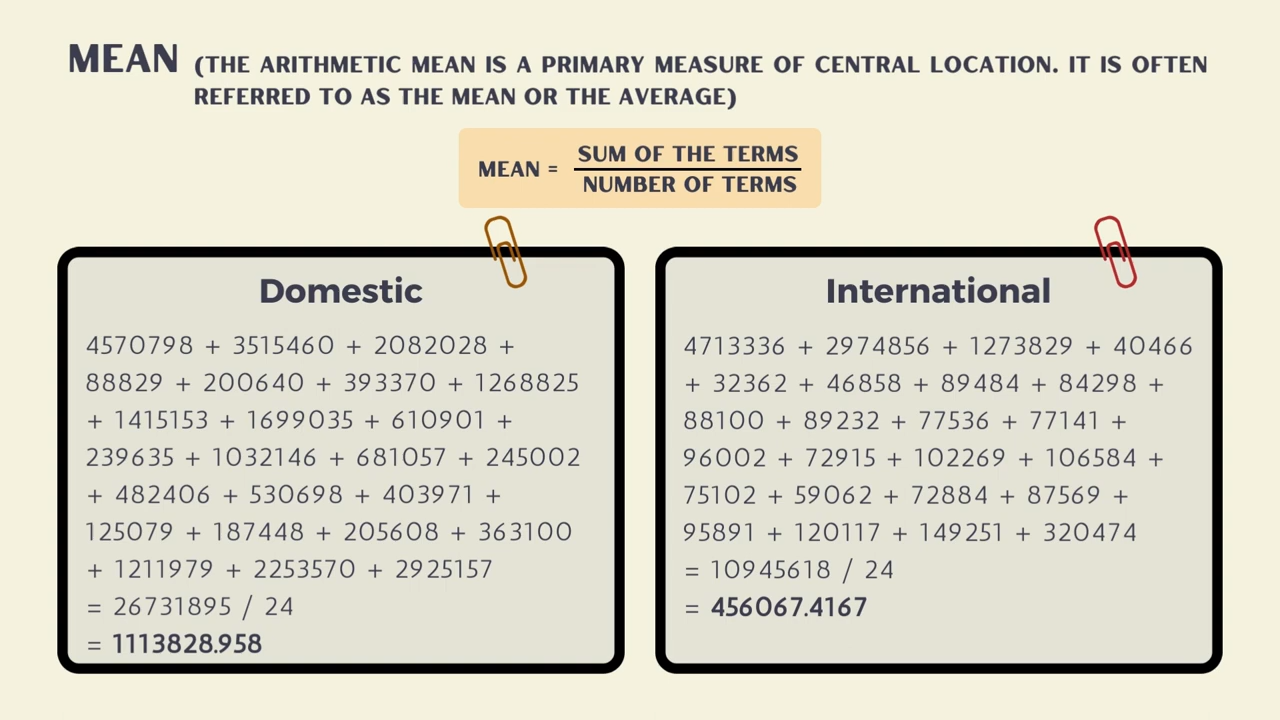 MEAN (THE ARITHMETIC MEAN IS A PRIMARY MEASURE OF CENTRAL LOCATION. IT IS OFTEN
REFERRED TO AS THE MEAN OR THE AVERAGE)
MEAN = SUM OF THE TERMS
NUMBER OF TERMS
Domestic
4570798 + 3515460 + 2082028 +
88829 + 200640 + 393370 + 1268825
+ 1415153 + 1699035 + 610901 +
239635 + 1032146 + 681057 + 245002
+ 482406 + 530698 + 403971 +
125079 + 187448 + 205608 + 363100
+ 1211979 + 2253570 + 2925157
= 26731895 / 24
= 1113828.958
International
4713336 + 2974856 + 1273829 + 40466
+ 32362 + 46858 + 89484 + 84298 +
88100 + 89232 + 77536 + 77141 +
96002 + 72915 + 102269 + 106584 +
75102 + 59062 + 72884 + 87569 +
95891 + 120117 + 149251 + 320474
= 10945618 / 24
= 456067.4167